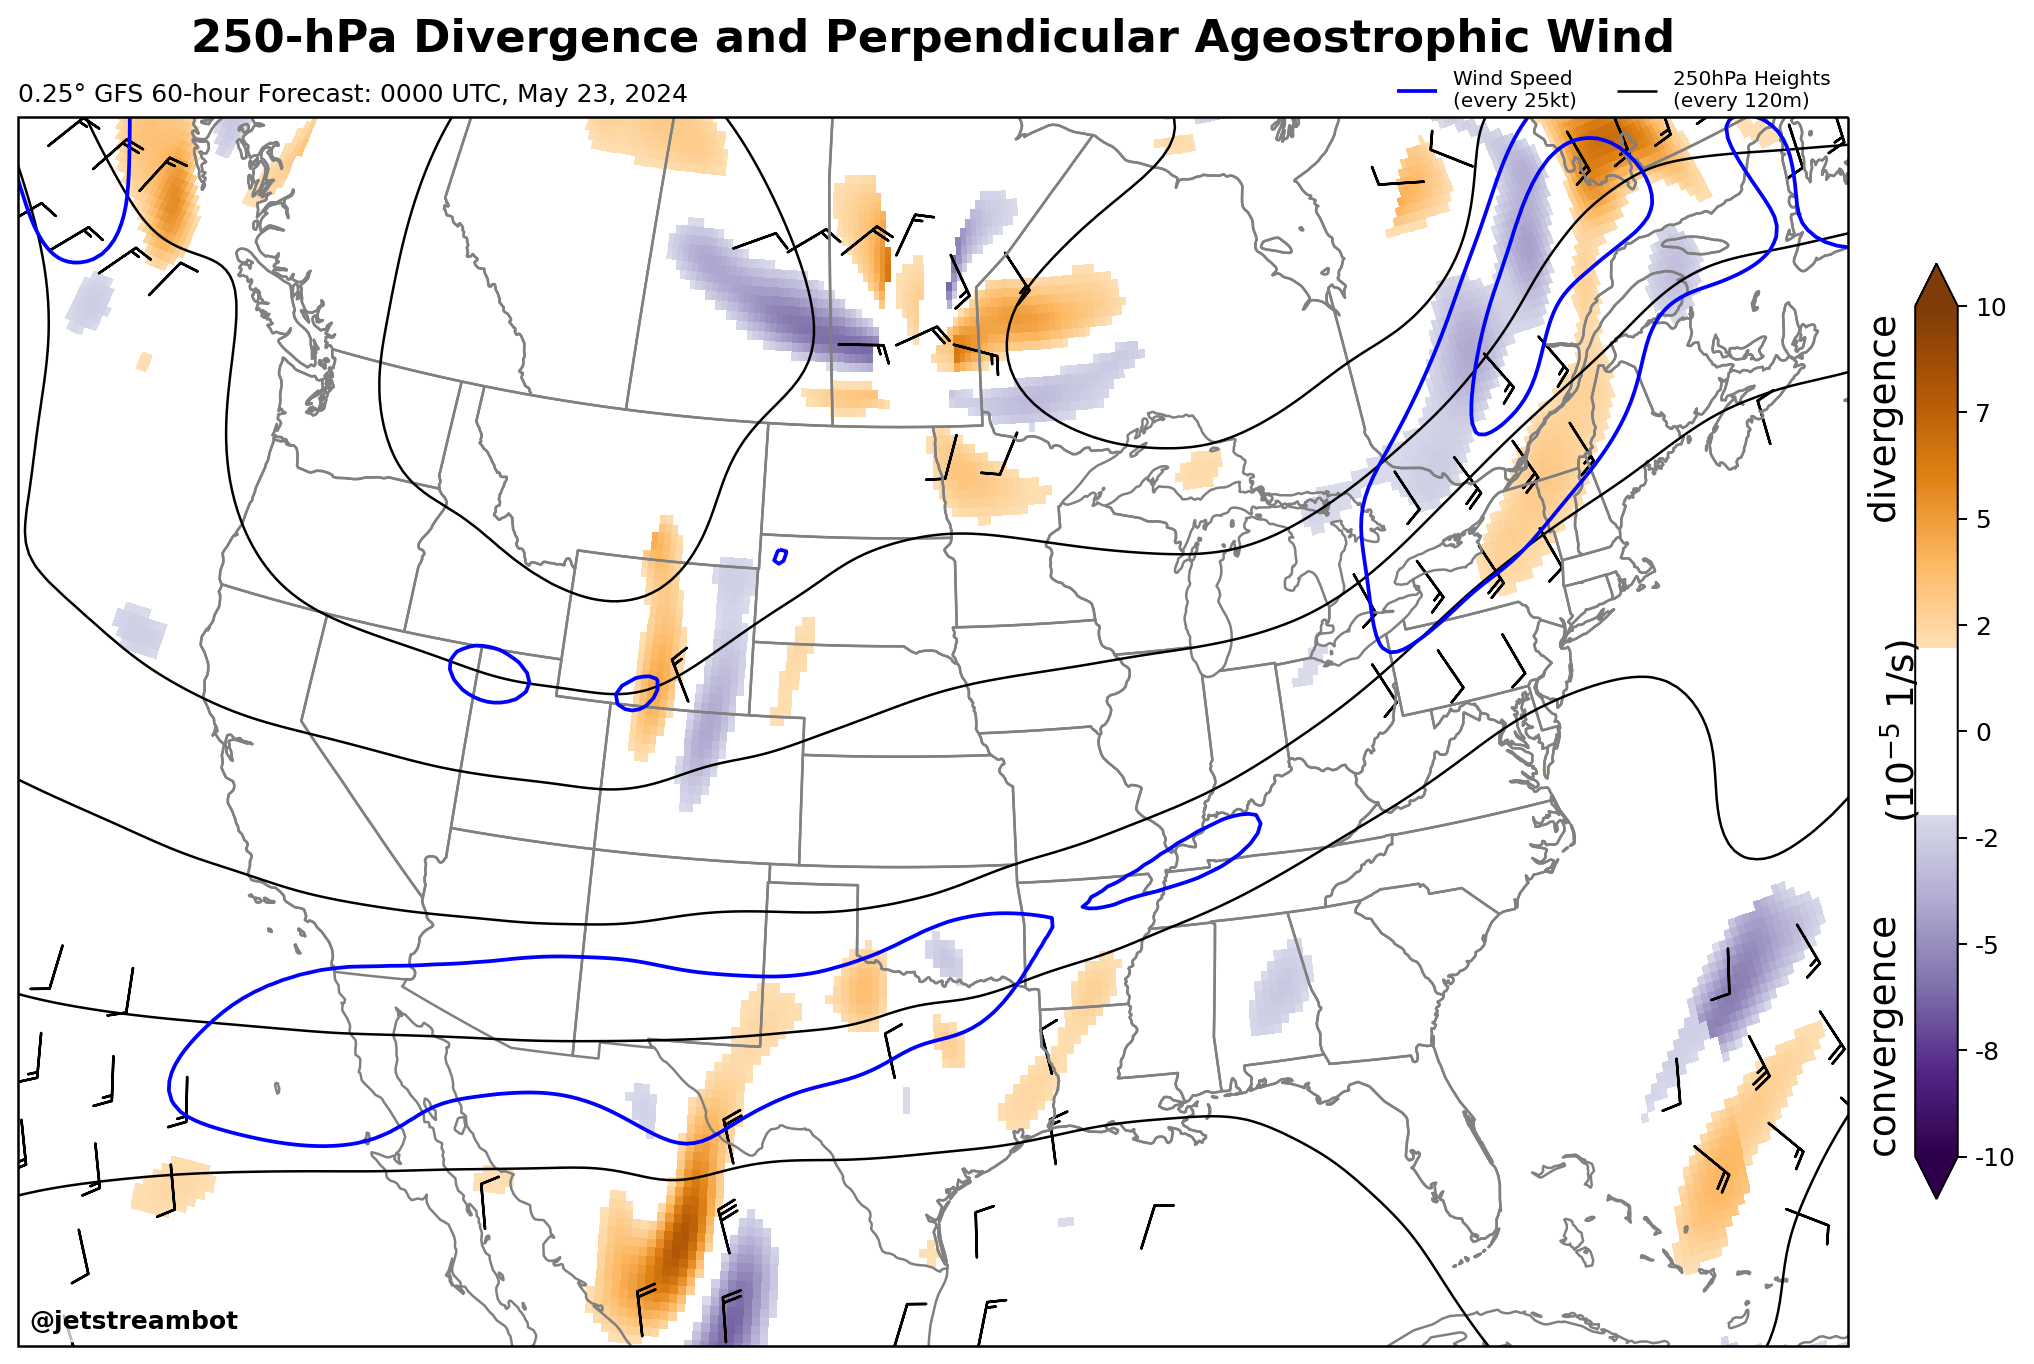 250-hPa Divergence and Perpendicular Ageostrophic Wind
0.25° GFS 60-hour Forecast: 0000 UTC, May 23, 2024
Wind Speed
(every 25kt)
250hPa Heights
(every 120m)
10
7
5
2
0
-2
-5
-8
-10
convergence (10⁻⁵ 1/s) divergence
@jetstreambot